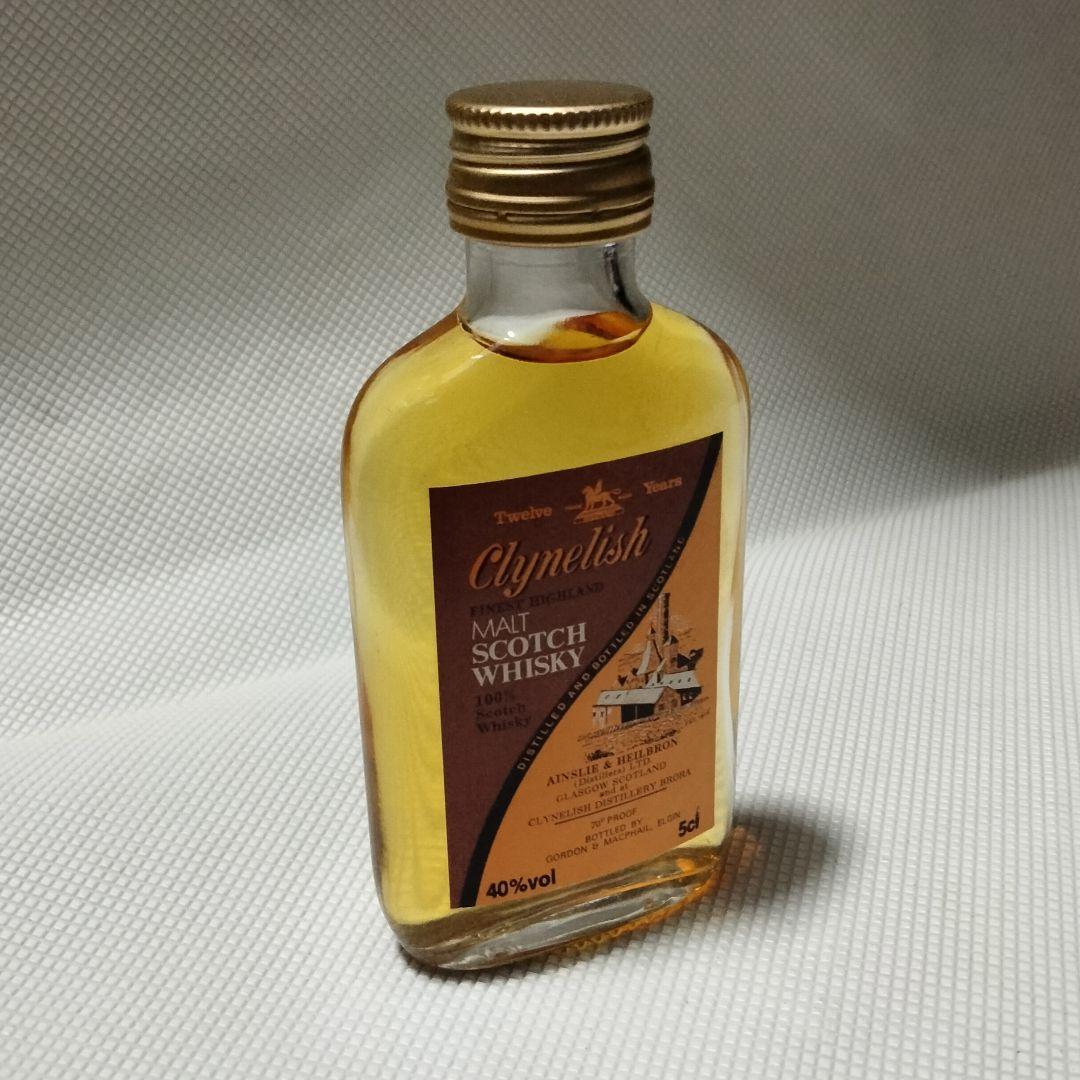 Twelve Years
Clynelish
FINEST HIGHLAND
MALT
SCOTCH
WHISKY
100%
Scotch
Whisky
DISTILLED AND BOTTLED IN SCOTLAND
AINSLIE & HEILBRON
(Distillers) LTD.
GLASGOW SCOTLAND
and at
CLYNELISH DISTILLERY BRORA
70° PROOF
BOTTLED BY
GORDON & MACPHAIL, ELGIN
40%vol 5cl